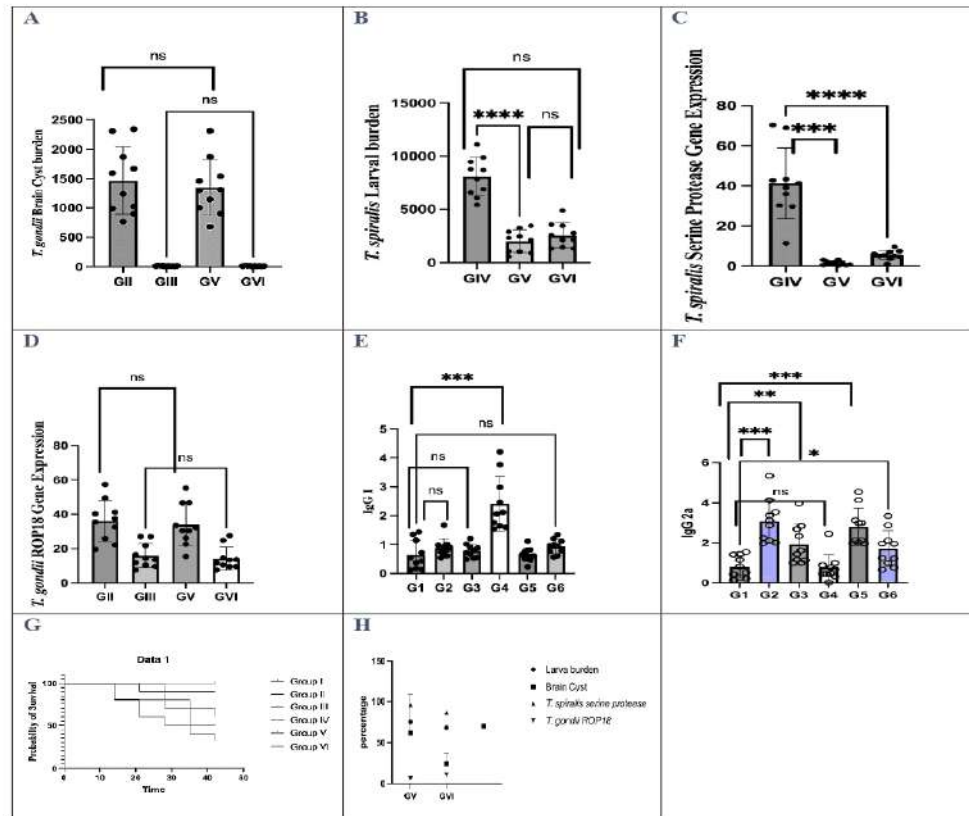 A
ns
ns
T. gondii Brain Cyst burden
2500
2000
1500
1000
500
0
GII GIII GV GVI
B
ns
**** ns
T. spiralis Larval burden
15000
10000
5000
0
GIV GV GVI
C
****
***
T. spiralis Serine Protease Gene Expression
80
60
40
20
0
GIV GV GVI
D
ns
ns
T. gondii ROP18 Gene Expression
80
60
40
20
0
GII GIII GV GVI
E
***
ns
ns
ns
IgG 1
5
4
3
2
1
0
G1 G2 G3 G4 G5 G6
F
***
**
***
*
ns
IgG 2a
6
4
2
0
G1 G2 G3 G4 G5 G6
G
Data 1
Probability of Survival
100
50
0
0 10 20 30 40 50
Time
Group I
Group II
Group III
Group IV
Group V
Group VI
H
percentage
150
100
50
0
GV GVI
Larva burden
Brain Cyst
T. spiralis serine proteese
T. gondii ROP18